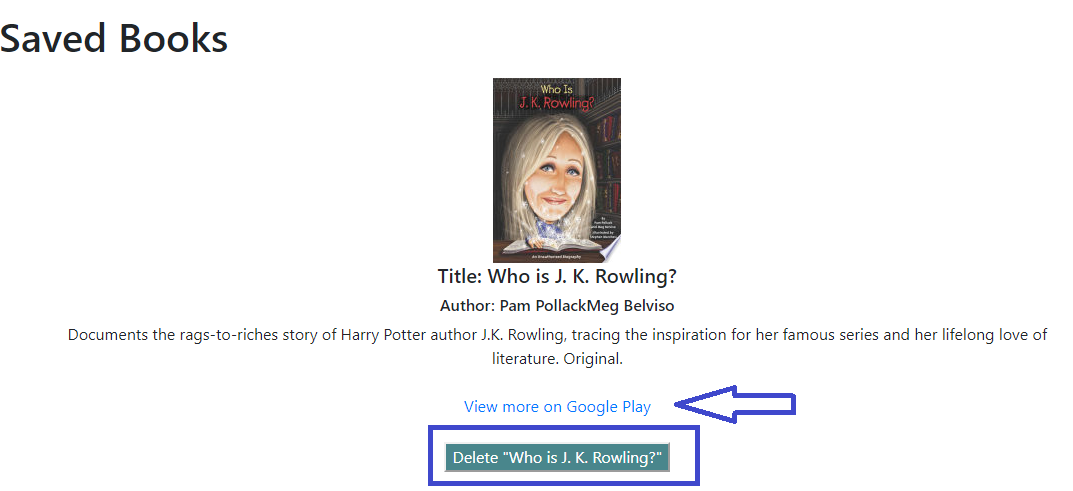 Saved Books
Who Is
J. K. Rowling?
By
Pam Pollack
and Meg Belviso
Illustrated by
Stephen Marchesi
An Unauthorized Biography
Title: Who is J. K. Rowling?
Author: Pam PollackMeg Belviso
Documents the rags-to-riches story of Harry Potter author J.K. Rowling, tracing the inspiration for her famous series and her lifelong love of
literature. Original.
View more on Google Play
Delete "Who is J. K. Rowling?"